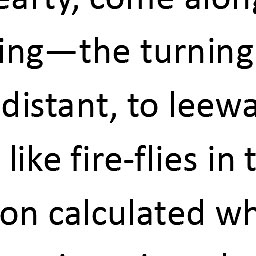 earty, come along
ing—the turning
distant, to leewa
like fire-flies in t
on calculated wh